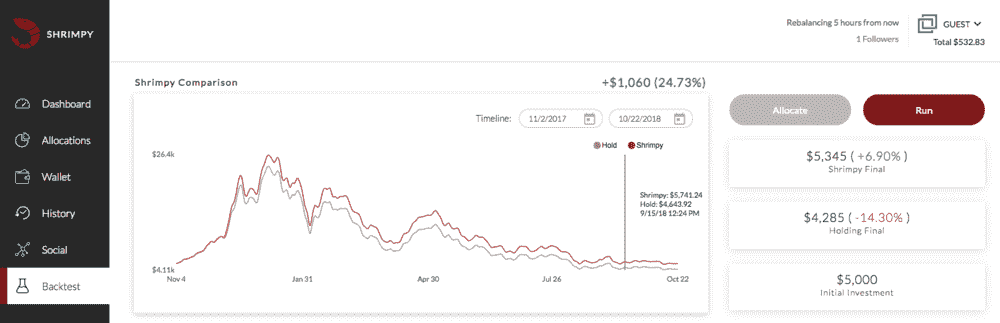 SHRIMPY
Rebalancing 5 hours from now
1 Followers
GUEST
Total $532.83
Dashboard
Allocations
Wallet
History
Social
Backtest
Shrimpy Comparison
+$1,060 (24.73%)
Timeline:
11/2/2017
10/22/2018
Hold
Shrimpy
$26.4k
Shrimpy: $5,741.24
Hold: $4,643.92
9/15/18 12:24 PM
$4.11k
Nov 4
Jan 31
Apr 30
Jul 26
Oct 22
Allocate
Run
$5,345 ( +6.90% )
Shrimpy Final
$4,285 ( -14.30% )
Holding Final
$5,000
Initial Investment